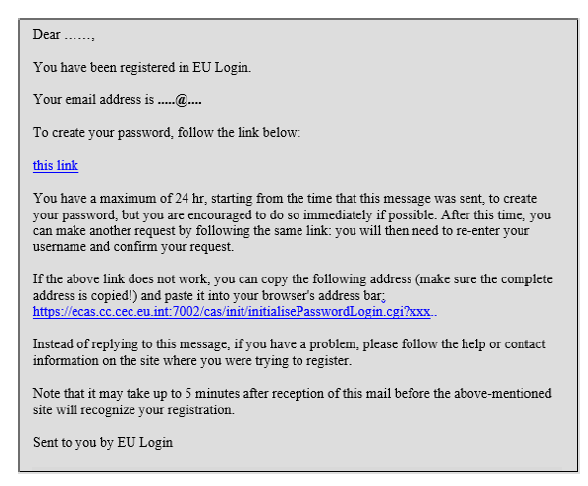 Dear ……,
You have been registered in EU Login.
Your email address is .....@....
To create your password, follow the link below:
this link
You have a maximum of 24 hr, starting from the time that this message was sent, to create
your password, but you are encouraged to do so immediately if possible. After this time, you
can make another request by following the same link: you will then need to re-enter your
username and confirm your request.
If the above link does not work, you can copy the following address (make sure the complete
address is copied!) and paste it into your browser's address bar:
https://ecas.cc.cec.eu.int:7002/cas/init/initialisePasswordLogin.cgi?xxx..
Instead of replying to this message, if you have a problem, please follow the help or contact
information on the site where you were trying to register.
Note that it may take up to 5 minutes after reception of this mail before the above-mentioned
site will recognize your registration.
Sent to you by EU Login